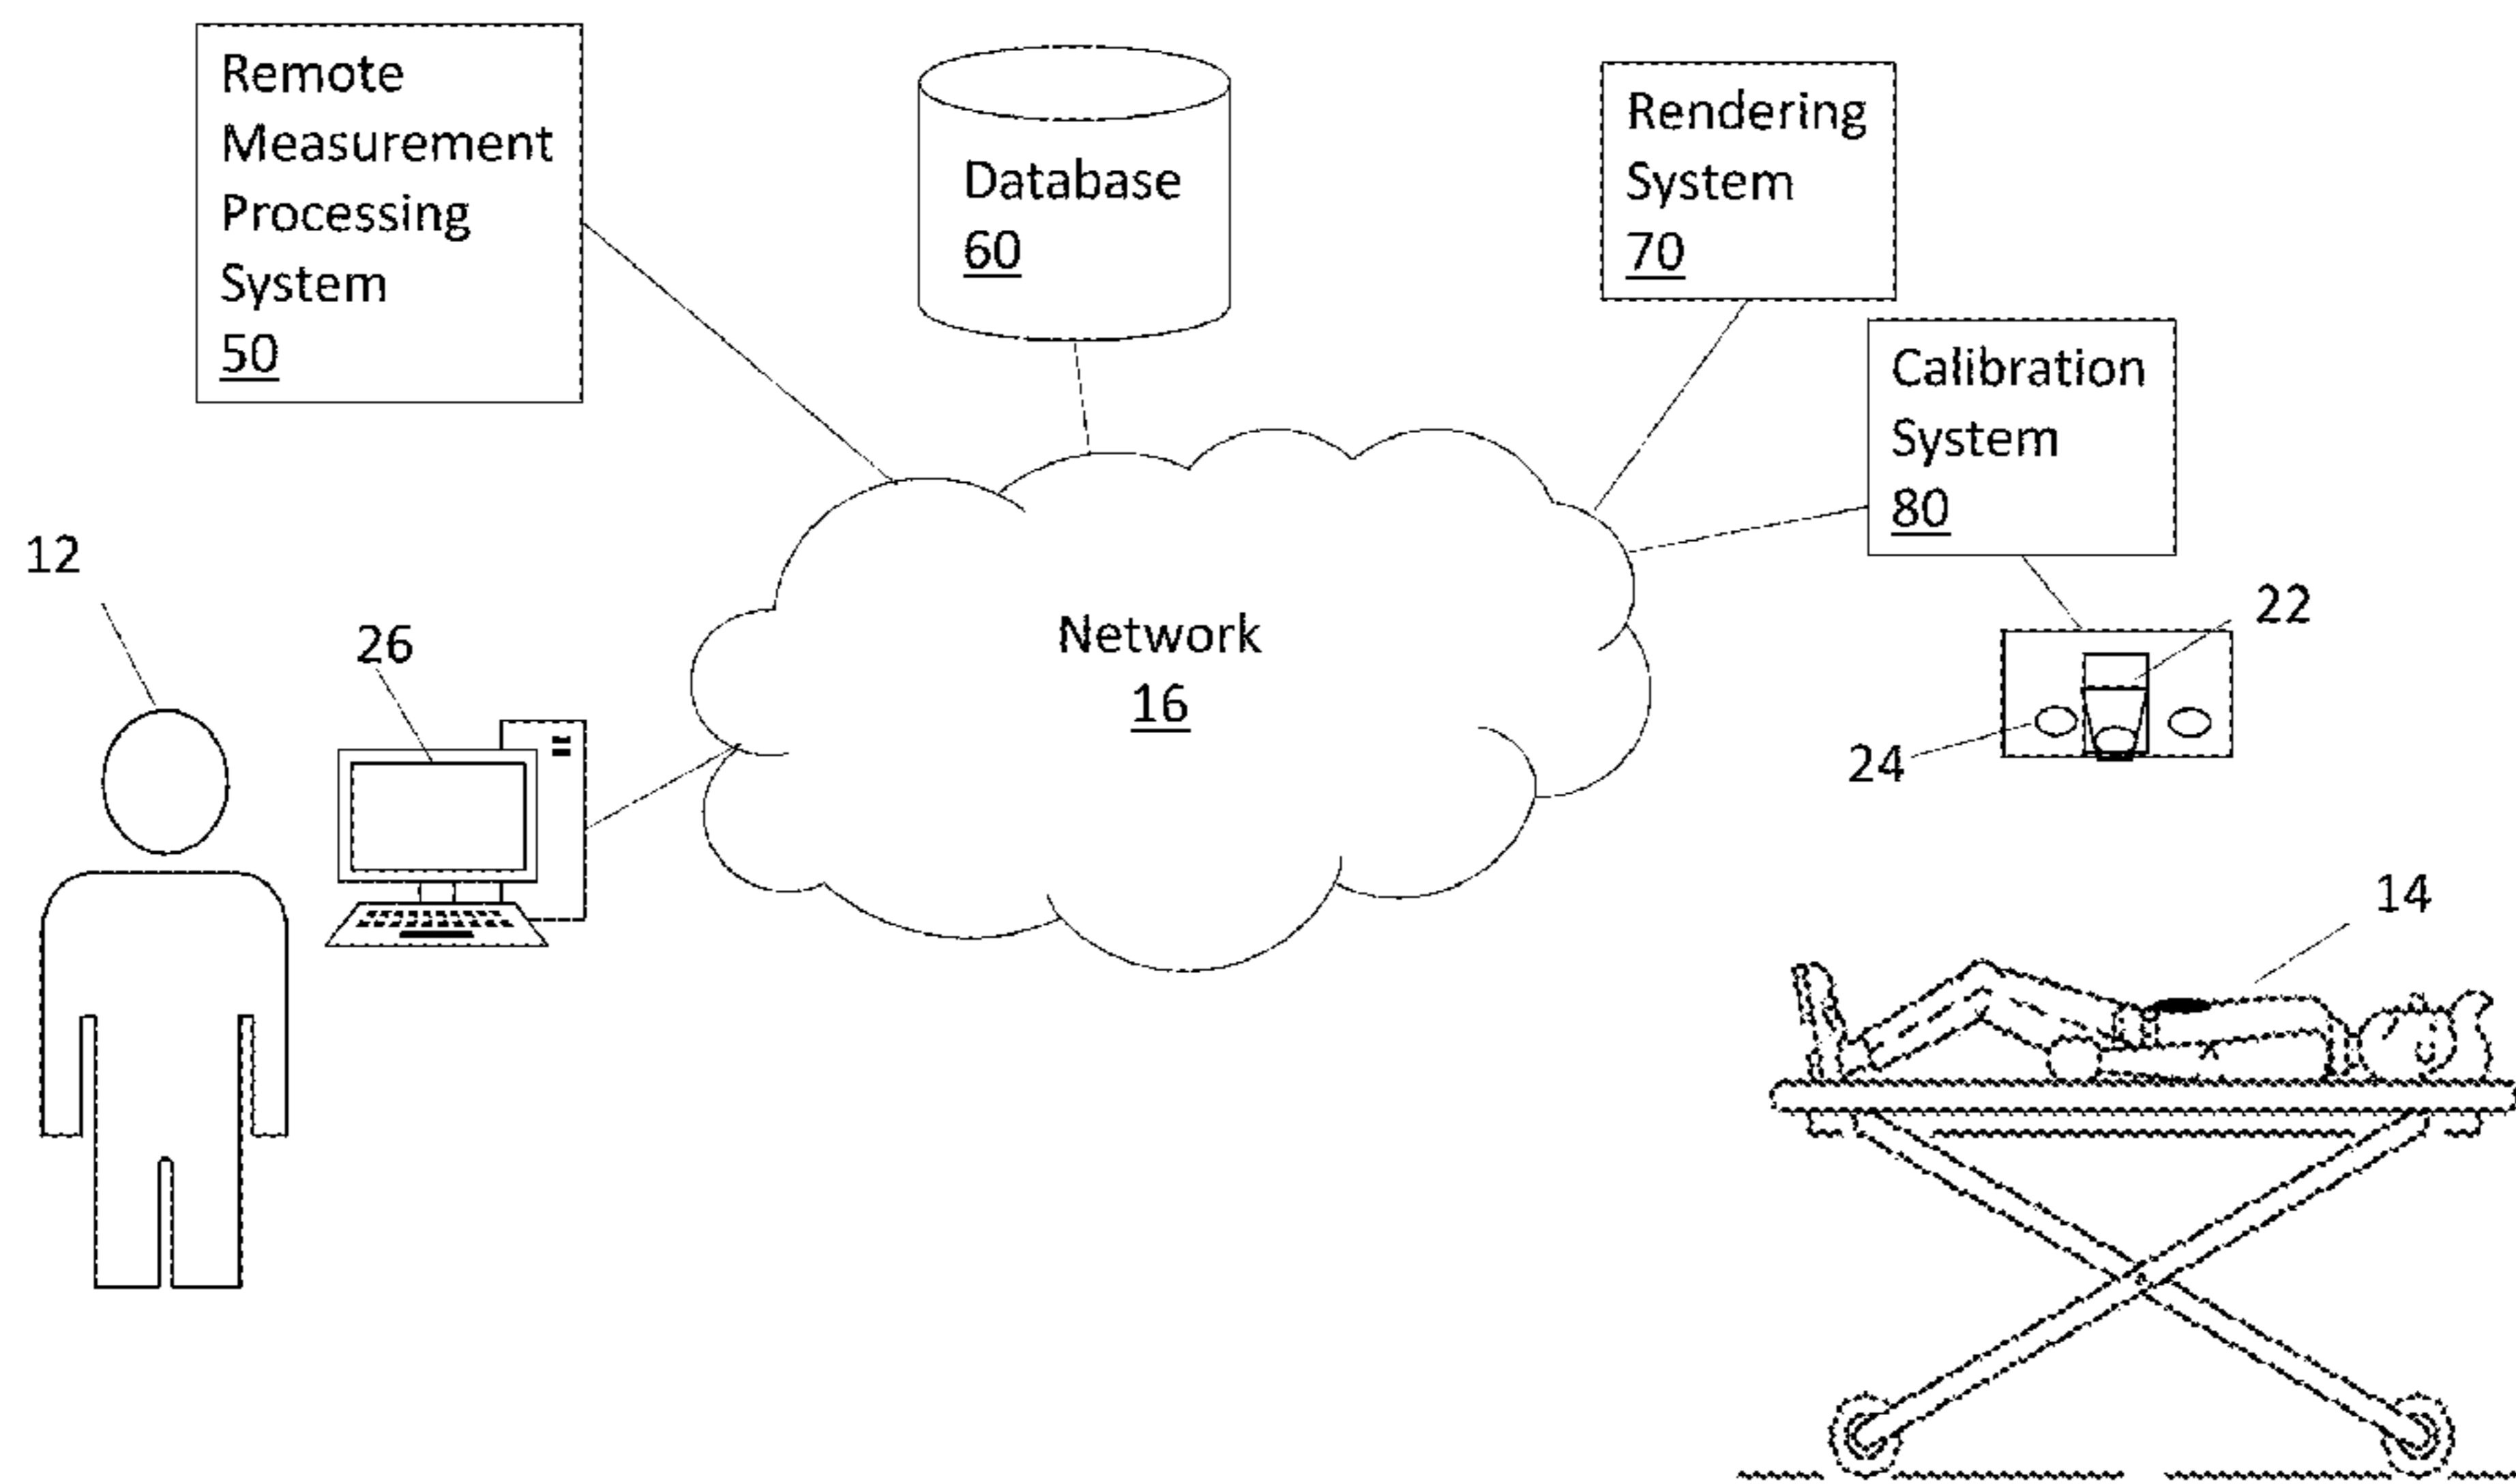 Remote
Measurement
Processing
System
50
Database
60
Rendering
System
70
Calibration
System
80
12
26
Network
16
22
24
14